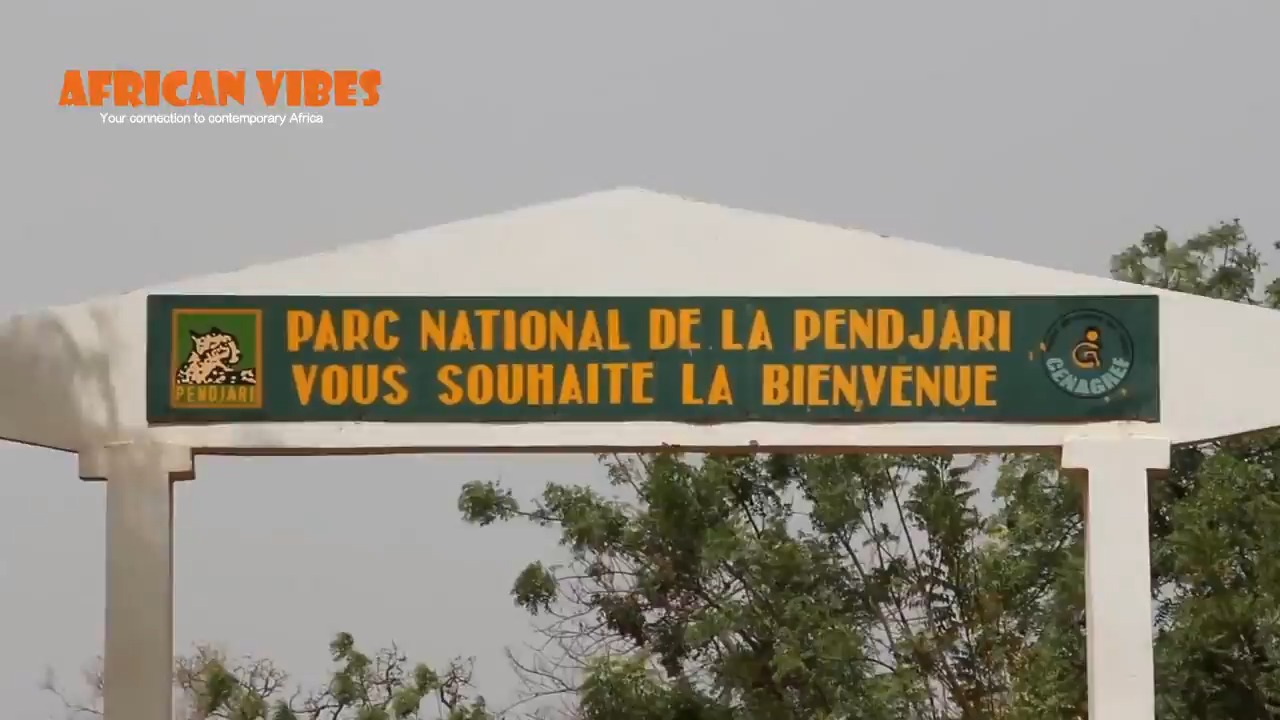 AFRICAN VIBES
Your connection to contemporary Africa
PARC NATIONAL DE LA PENDJARI
VOUS SOUHAITE LA BIENVENUE
PENDJARI
CENAGREF